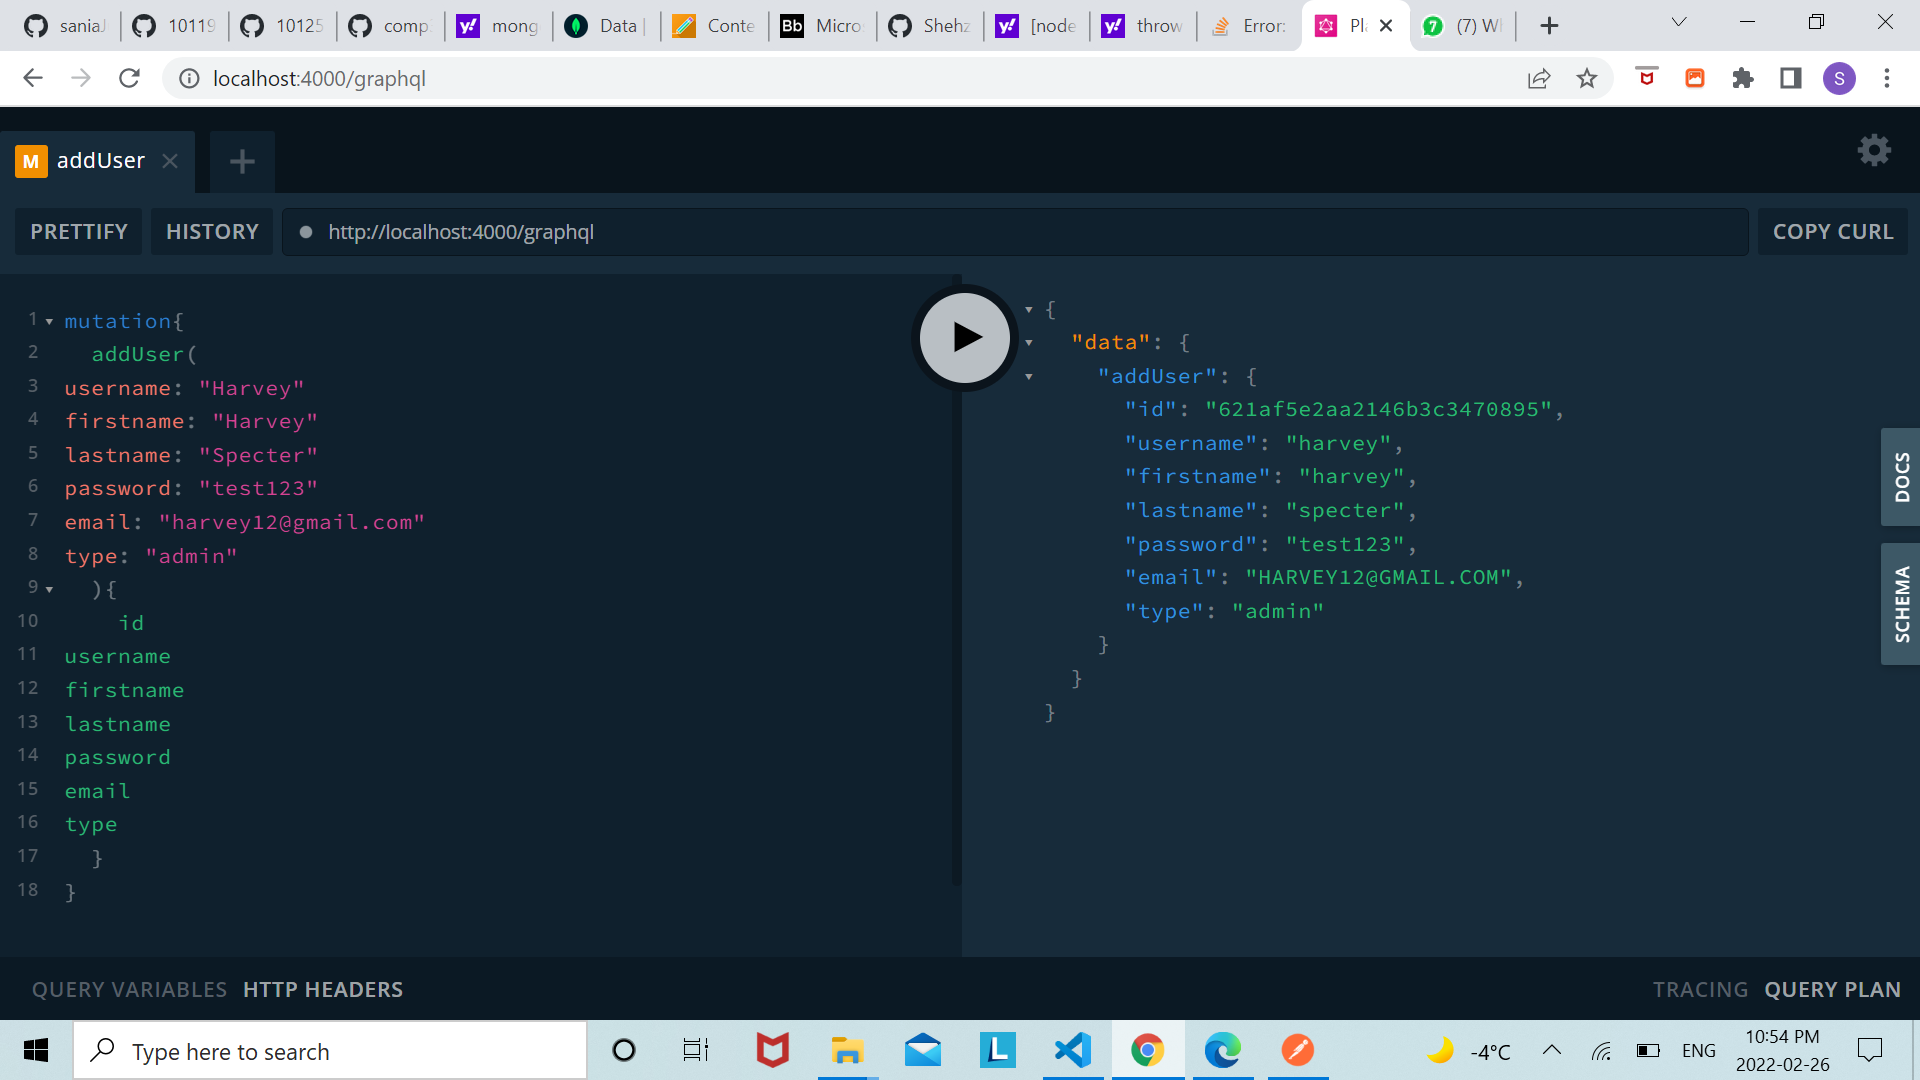 saniaJ 10119 10125 comp. mong Data | Conte Bb Micro Shehz [node throw Error: Pla (7) W
localhost:4000/graphql S
M addUser
PRETTIFY HISTORY http://localhost:4000/graphql COPY CURL
1 mutation{
2 addUser(
3 username: "Harvey"
4 firstname: "Harvey"
5 lastname: "Specter"
6 password: "test123"
7 email: "harvey12@gmail.com"
8 type: "admin"
9 ){
10 id
11 username
12 firstname
13 lastname
14 password
15 email
16 type
17 }
18 }
{
"data": {
"addUser": {
"id": "621af5e2aa2146b3c3470895",
"username": "harvey",
"firstname": "harvey",
"lastname": "specter",
"password": "test123",
"email": "HARVEY12@GMAIL.COM",
"type": "admin"
}
}
}
DOCS
SCHEMA
QUERY VARIABLES HTTP HEADERS TRACING QUERY PLAN
Type here to search L -4°C ENG 10:54 PM
2022-02-26